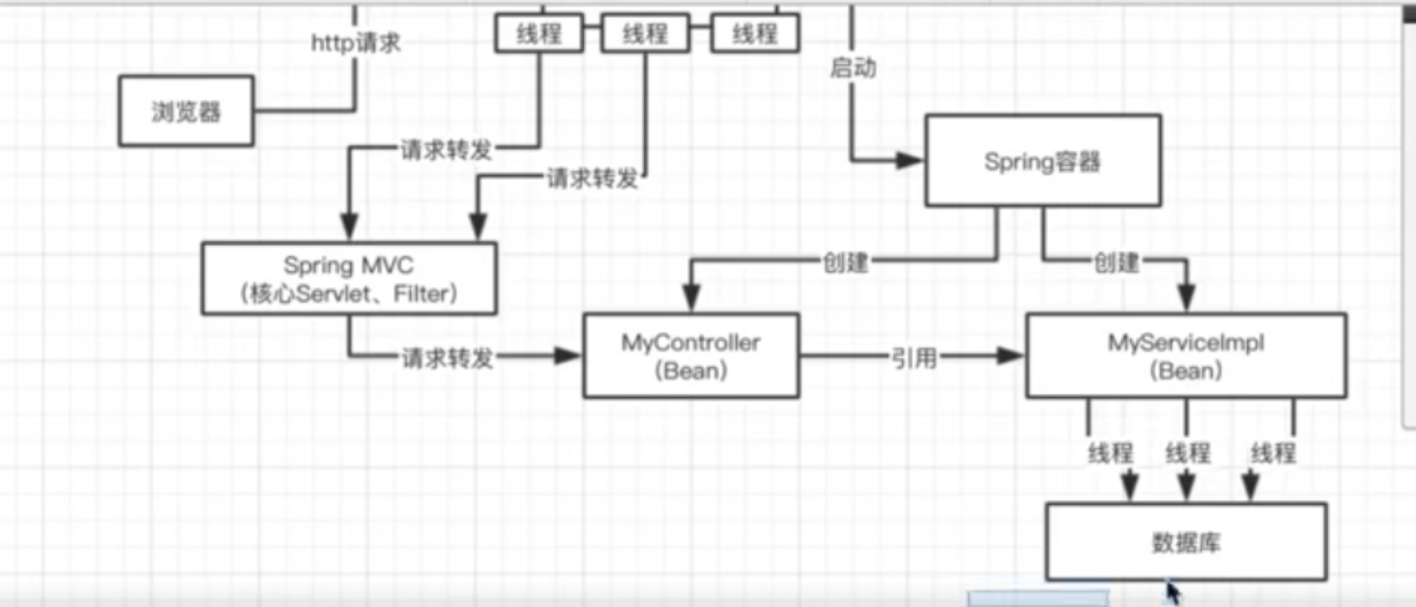 http请求
线程
线程
线程
启动
浏览器
请求转发
请求转发
Spring容器
创建
创建
Spring MVC
（核心Servlet、Filter）
请求转发
MyController
（Bean）
引用
MyServiceImpl
（Bean）
线程
线程
线程
数据库